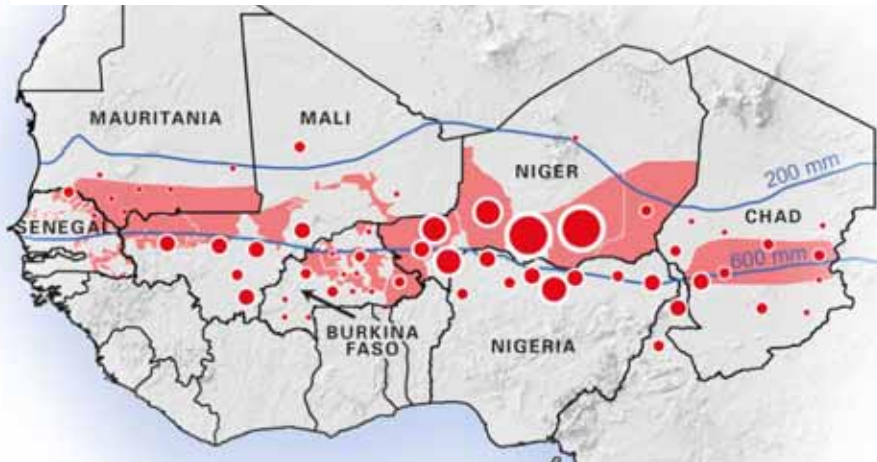 MAURITANIA
MALI
NIGER
200 mm
CHAD
SENEGAL
600 mm
BURKINA
FASO
NIGERIA